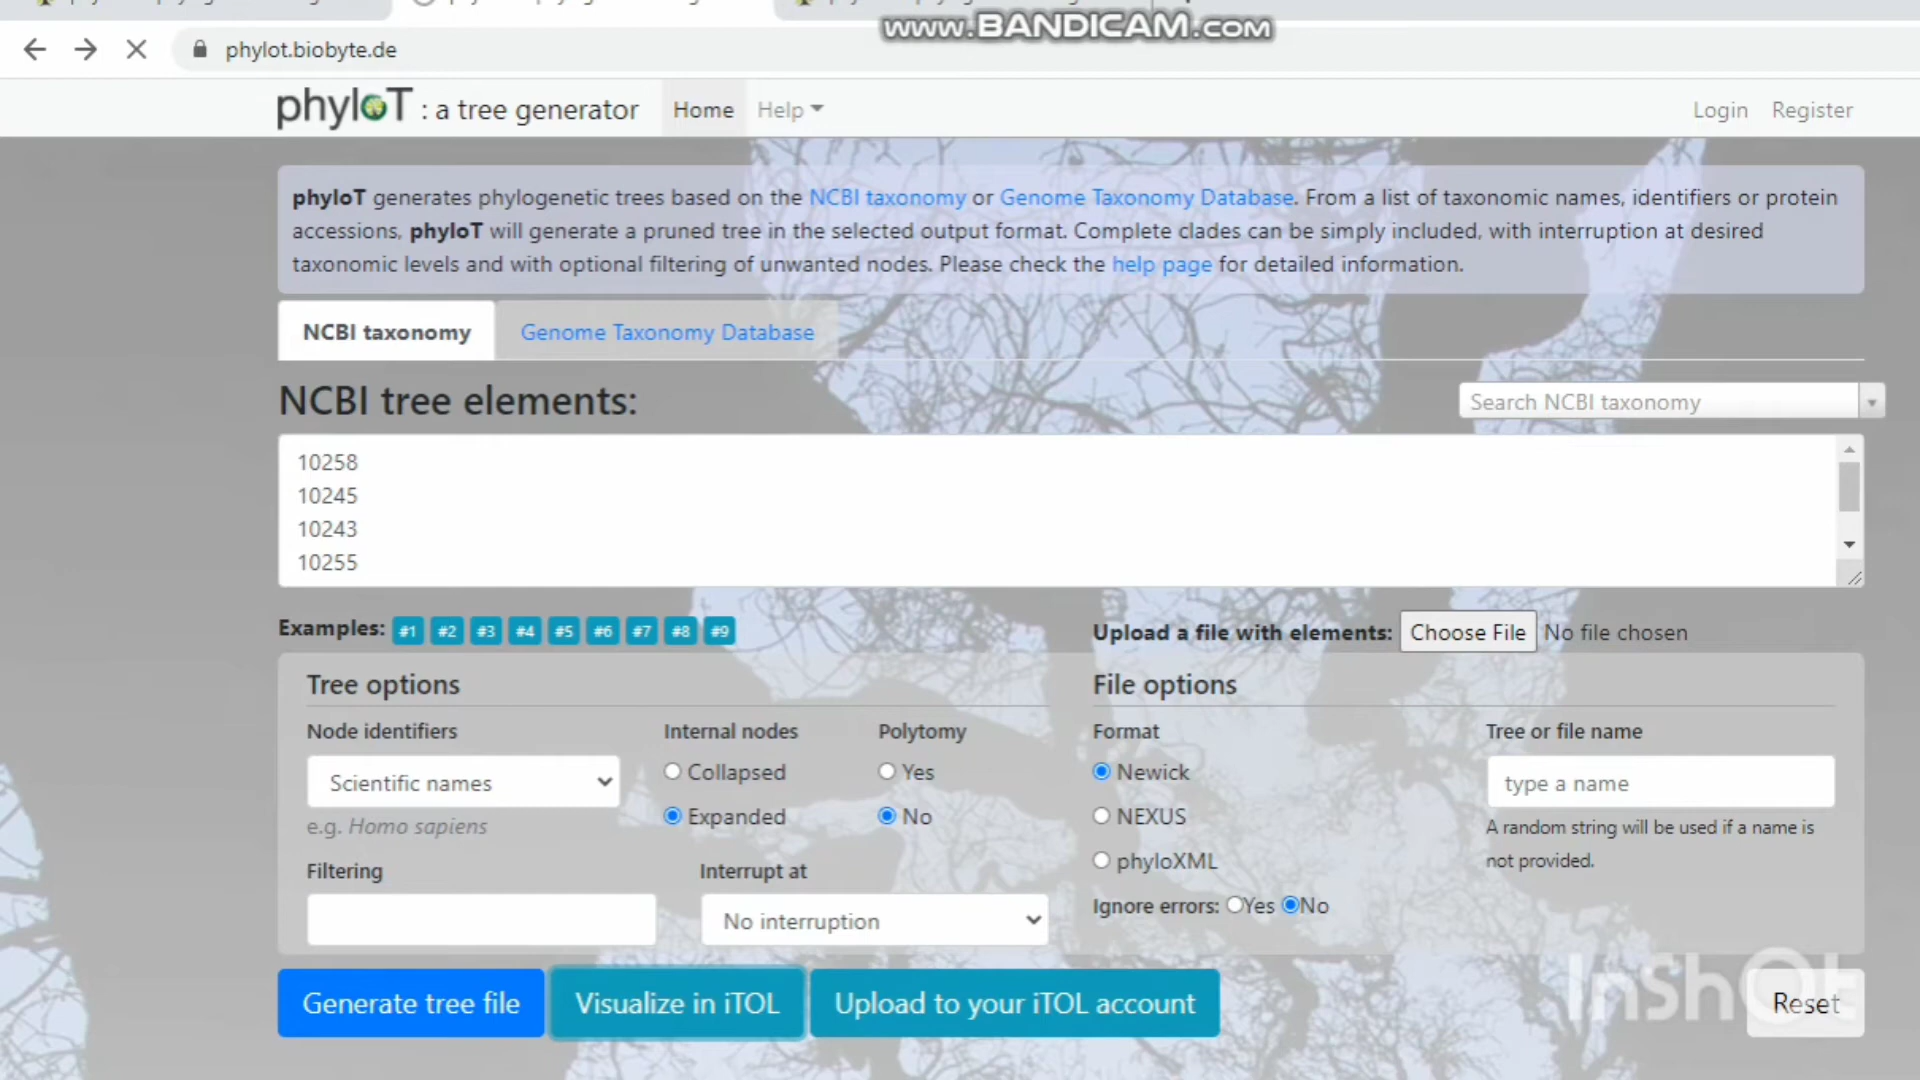 www.BANDICAM.com
phylot.biobyte.de
phyloT : a tree generator
Home
Help
Login
Register
phyloT generates phylogenetic trees based on the NCBI taxonomy or Genome Taxonomy Database. From a list of taxonomic names, identifiers or protein
accessions, phyloT will generate a pruned tree in the selected output format. Complete clades can be simply included, with interruption at desired
taxonomic levels and with optional filtering of unwanted nodes. Please check the help page for detailed information.
NCBI taxonomy
Genome Taxonomy Database
NCBI tree elements:
Search NCBI taxonomy
10258
10245
10243
10255
Examples: #1 #2 #3 #4 #5 #6 #7 #8 #9
Upload a file with elements: Choose File No file chosen
Tree options
File options
Node identifiers
Internal nodes
Polytomy
Format
Tree or file name
Scientific names
Collapsed
Yes
Newick
type a name
e.g. Homo sapiens
Expanded
No
NEXUS
A random string will be used if a name is
not provided.
phyloXML
Filtering
Interrupt at
No interruption
Ignore errors: Yes No
Generate tree file
Visualize in iTOL
Upload to your iTOL account
InShOt
Reset